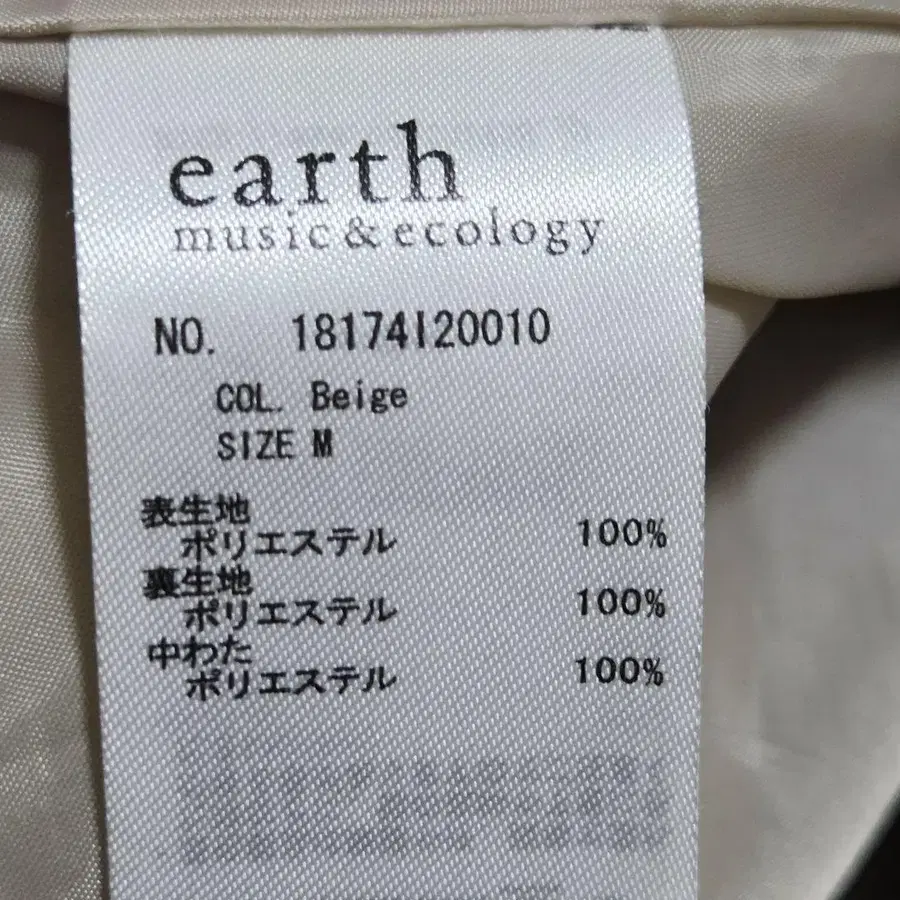 earth
music&ecology
NO. 18174I20010
COL. Beige
SIZE M
表生地
ポリエステル 100%
裏生地
ポリエステル 100%
中わた
ポリエステル 100%